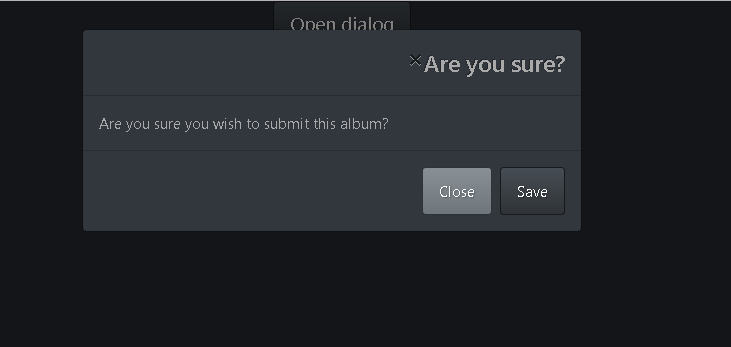 Open dialog
× Are you sure?
Are you sure you wish to submit this album?
Close Save